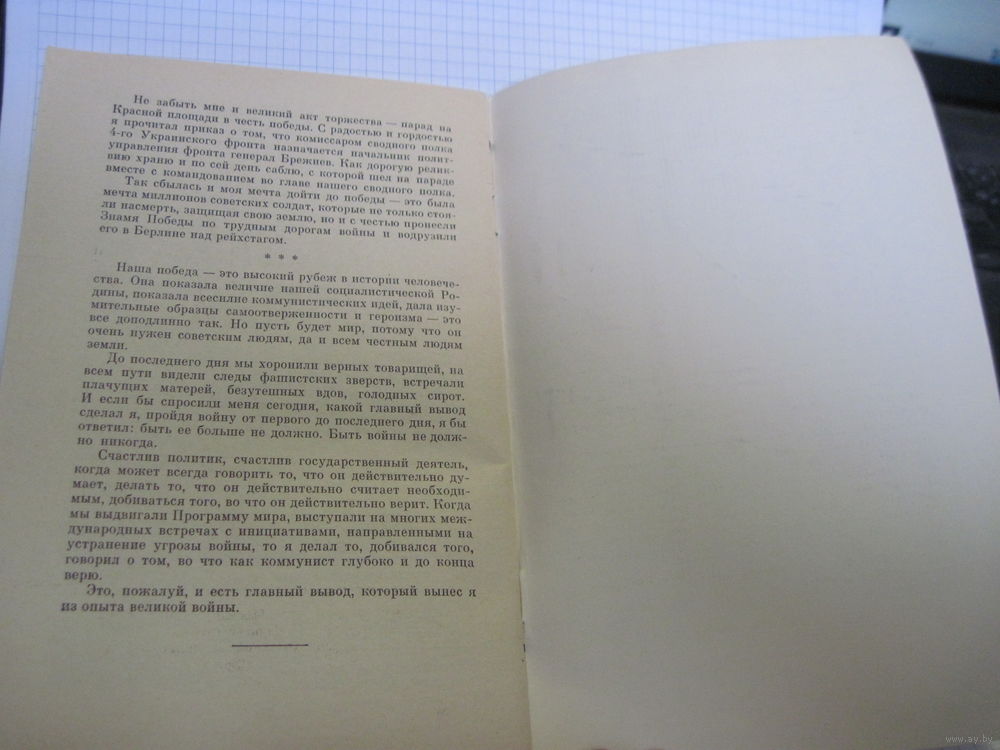 Не забыть мне и великий акт торжества — парад на
Красной площади в честь победы. С радостью и гордостью
я прочитал приказ о том, что комиссаром сводного полка
4-го Украинского фронта назначается начальник полит-
управления фронта генерал Брежнев. Как дорогую релик-
вию храню и по сей день саблю, с которой шел на параде
вместе с командованием во главе нашего сводного полка.
Так сбылась и моя мечта дойти до победы — это была
мечта миллионов советских солдат, которые не только стоя-
ли насмерть, защищая свою землю, но и с честью пронесли
Знамя Победы по трудным дорогам войны и водрузили
его в Берлине над рейхстагом.
* * *
Наша победа — это высокий рубеж в истории человече-
ства. Она показала величие нашей социалистической Ро-
дины, показала всесилие коммунистических идей, дала изу-
мительные образцы самоотверженности и героизма — это
все доподлинно так. Но пусть будет мир, потому что он
очень нужен советским людям, да и всем честным людям
земли.
До последнего дня мы хоронили верных товарищей, на
всем пути видели следы фашистских зверств, встречали
плачущих матерей, безутешных вдов, голодных сирот.
И если бы спросили меня сегодня, какой главный вывод
сделал я, пройдя войну от первого до последнего дня, я бы
ответил: быть ее больше не должно. Быть войны не долж-
но никогда.
Счастлив политик, счастлив государственный деятель,
когда может всегда говорить то, что он действительно ду-
мает, делать то, что он действительно считает необходи-
мым, добиваться того, во что он действительно верит. Когда
мы выдвигали Программу мира, выступали на многих меж-
дународных встречах с инициативами, направленными на
устранение угрозы войны, то я делал то, добивался того,
говорил о том, во что как коммунист глубоко и до конца
верю.
Это, пожалуй, и есть главный вывод, который вынес я
из опыта великой войны.
www.ay.by